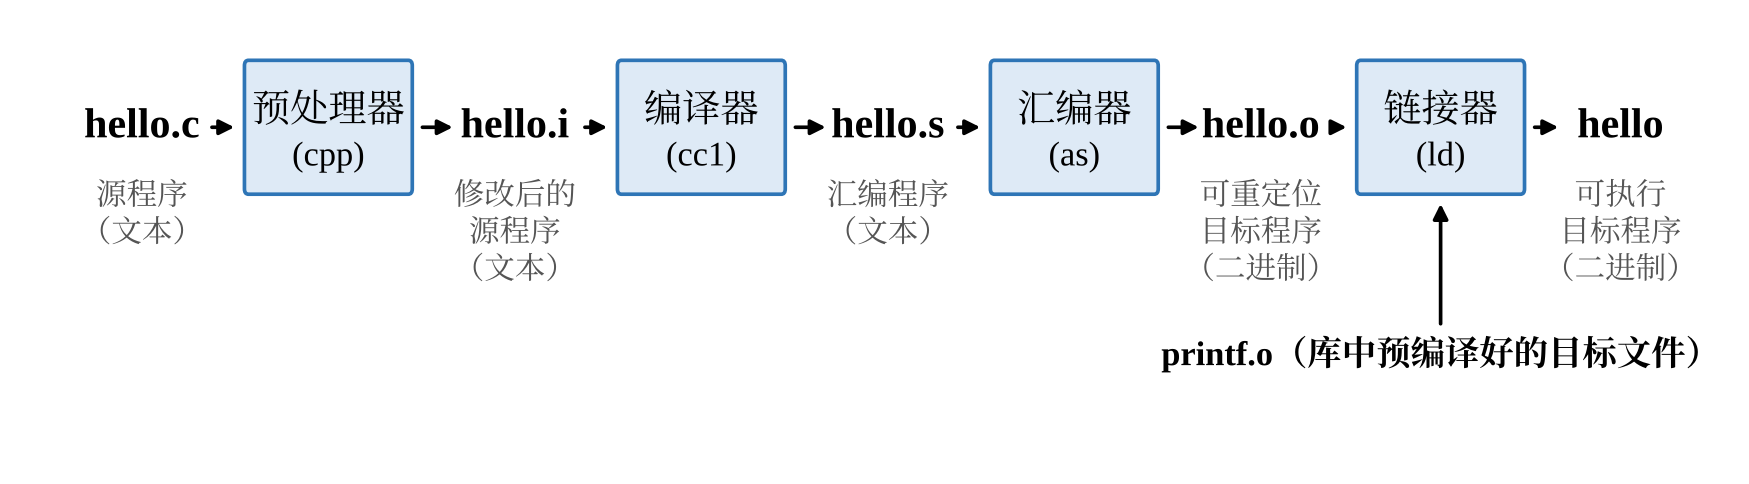 hello.c
预处理器
(cpp)
hello.i
编译器
(cc1)
hello.s
汇编器
(as)
hello.o
链接器
(ld)
hello
源程序
（文本）
修改后的
源程序
（文本）
汇编程序
（文本）
可重定位
目标程序
（二进制）
可执行
目标程序
（二进制）
printf.o（库中预编译好的目标文件）